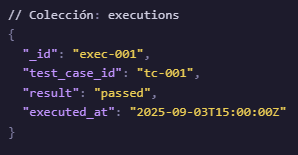 // Colección: executions
{
  "_id": "exec-001",
  "test_case_id": "tc-001",
  "result": "passed",
  "executed_at": "2025-09-03T15:00:00Z"
}